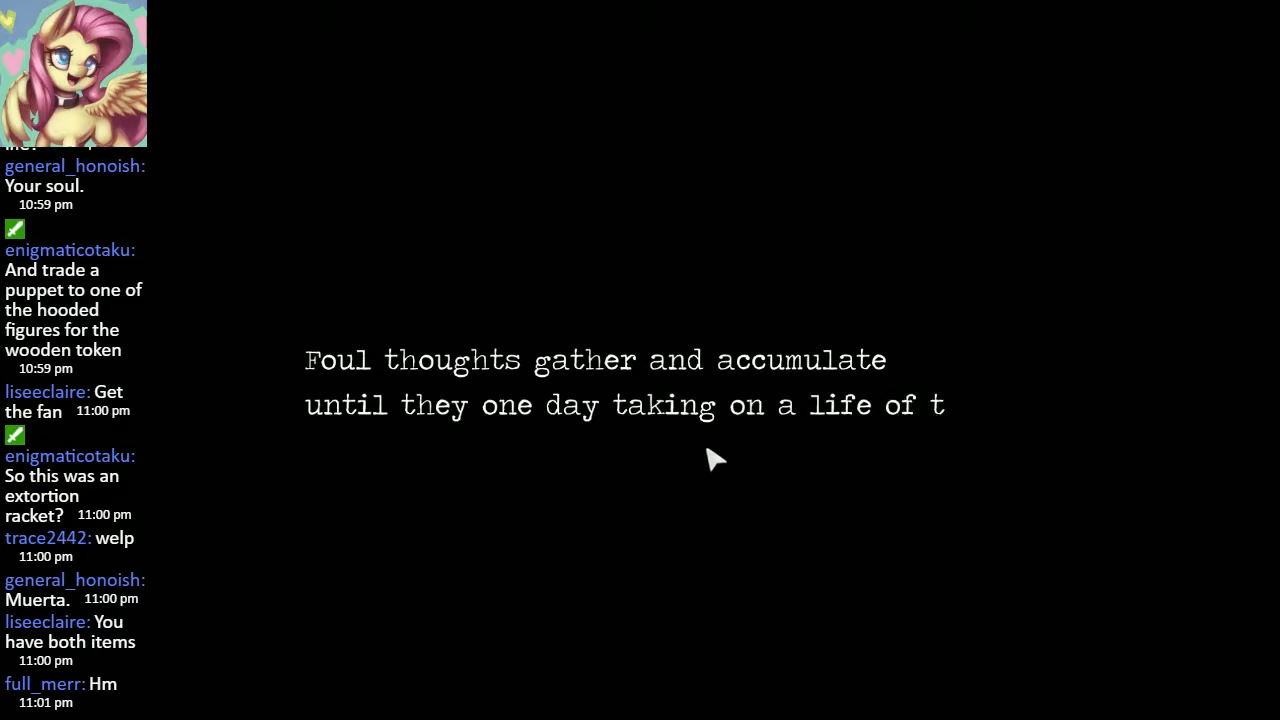 general_honoish:
Your soul.
10:59 pm
enigmaticotaku:
And trade a
puppet to one of
the hooded
figures for the
wooden token
10:59 pm
liseeclaire: Get
the fan 11:00 pm
enigmaticotaku:
So this was an
extortion
racket? 11:00 pm
trace2442: welp
11:00 pm
general_honoish:
Muerta. 11:00 pm
liseeclaire: You
have both items
11:00 pm
full_merr: Hm
11:01 pm
Foul thoughts gather and accumulate
until they one day taking on a life of t